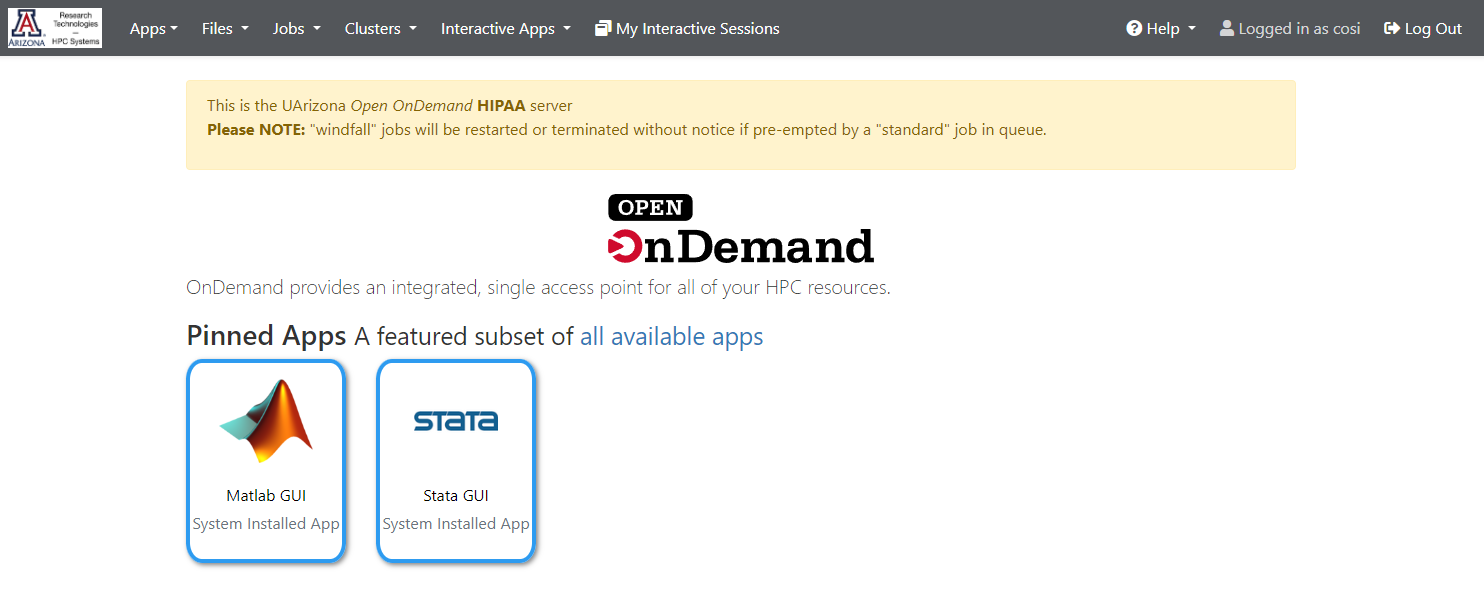 Research
Technologies
—
HPC Systems
ARIZONA
Apps Files Jobs Clusters Interactive Apps My Interactive Sessions Help Logged in as cosi Log Out
This is the UArizona Open OnDemand HIPAA server
Please NOTE: "windfall" jobs will be restarted or terminated without notice if pre-empted by a "standard" job in queue.
OPEN
OnDemand
OnDemand provides an integrated, single access point for all of your HPC resources.
Pinned Apps A featured subset of all available apps
STATA
Matlab GUI
System Installed App
Stata GUI
System Installed App